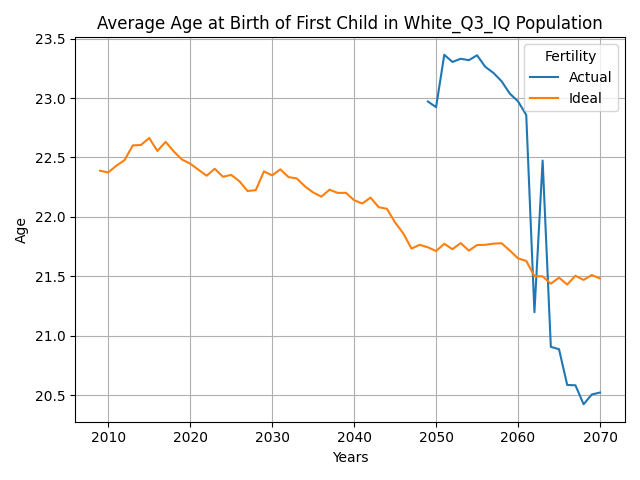 Average Age at Birth of First Child in White_Q3_IQ Population
23.5
23.0
22.5
22.0
21.5
21.0
20.5
Age
2010
2020
2030
2040
2050
2060
2070
Years
Fertility
Actual
Ideal